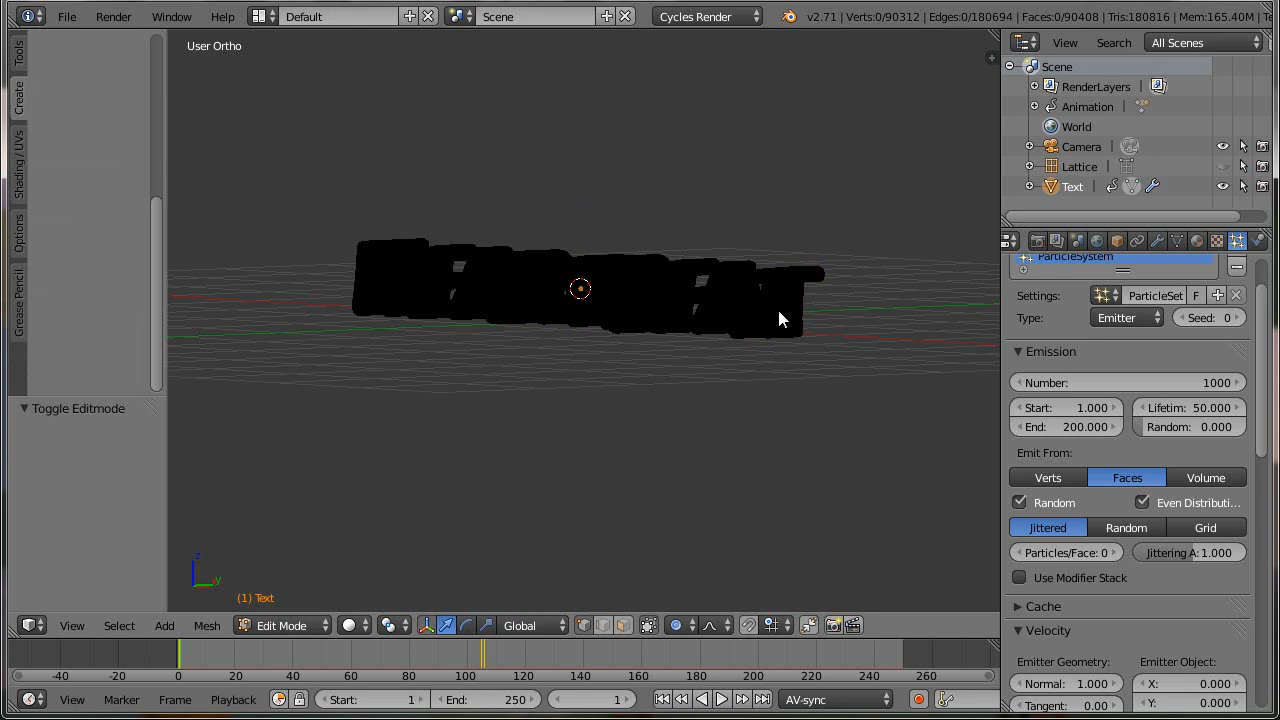 File Render Window Help Default Scene Cycles Render v2.71 | Verts:0/90312 | Edges:0/180694 | Faces:0/90408 | Tris:180816 | Mem:165.40M | Te
User Ortho
View Search All Scenes
Scene
RenderLayers |
Animation |
World
Camera |
Lattice |
Text |
Tools
Create
Shading / UVs
Options
Grease Pencil
Toggle Editmode
ParticleSystem
Settings: ParticleSet F
Type: Emitter Seed: 0
Emission
Number: 1000
Start: 1.000 Lifetim: 50.000
End: 200.000 Random: 0.000
Emit From:
Verts Faces Volume
Random Even Distributi...
Jittered Random Grid
Particles/Face: 0 Jittering A: 1.000
Use Modifier Stack
Cache
Velocity
Emitter Geometry: Emitter Object:
Normal: 1.000 X: 0.000
Tangent: 0.00 Y: 0.000
z
y
(1) Text
View Select Add Mesh Edit Mode Global
-40 -20 0 20 40 60 80 100 120 140 160 180 200 220 240 260
View Marker Frame Playback Start: 1 End: 250 1 AV-sync